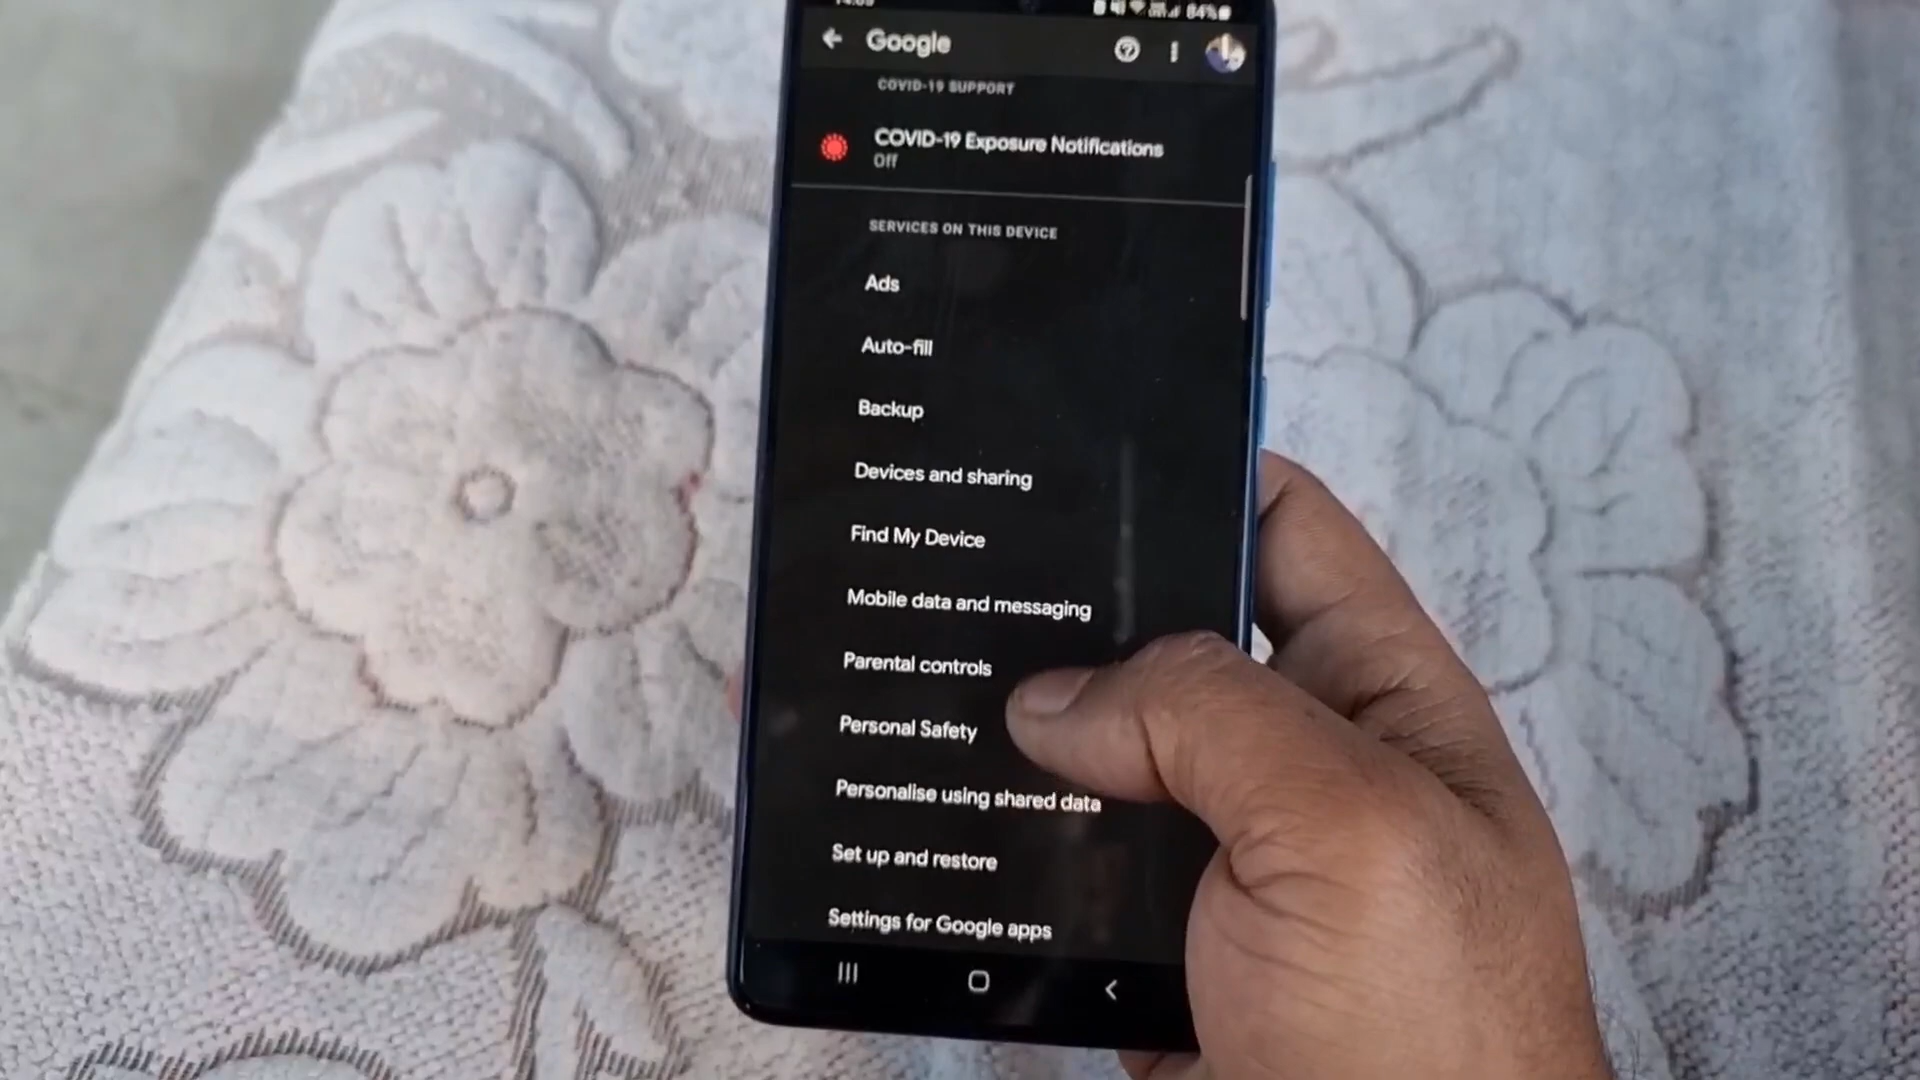 84%
Google
COVID-19 SUPPORT
COVID-19 Exposure Notifications
Off
SERVICES ON THIS DEVICE
Ads
Auto-fill
Backup
Devices and sharing
Find My Device
Mobile data and messaging
Parental controls
Personal Safety
Personalise using shared data
Set up and restore
Settings for Google apps